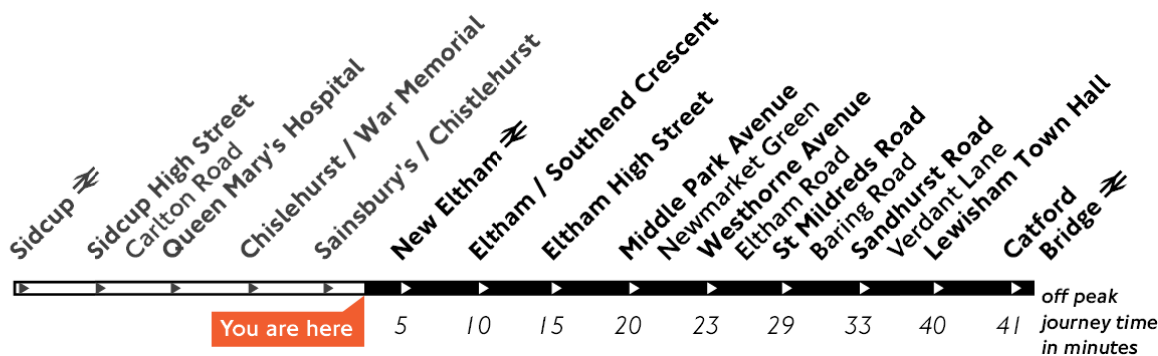 Sidcup
Sidcup High Street
Carlton Road
Queen Mary's Hospital
Chislehurst / War Memorial
Sainsbury's / Chistlehurst
New Eltham
Eltham / Southend Crescent
Eltham High Street
Middle Park Avenue
Newmarket Green
Westhorne Avenue
Eltham Road
St Mildreds Road
Baring Road
Sandhurst Road
Verdant Lane
Lewisham Town Hall
Catford
Bridge
You are here
5 10 15 20 23 29 33 40 41
off peak
journey time
in minutes